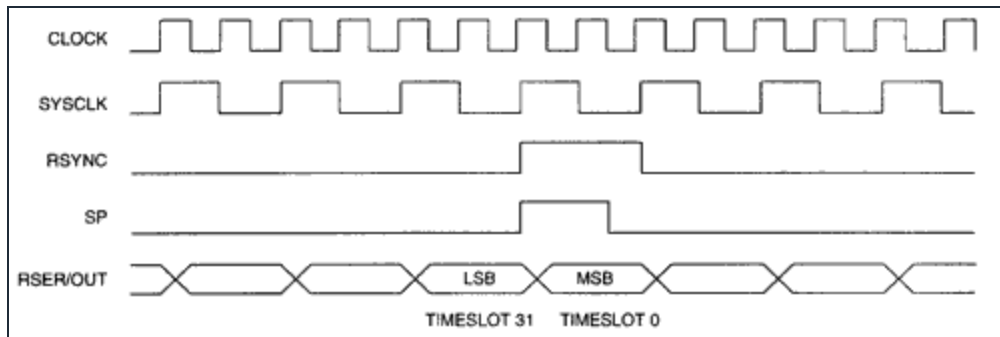 CLOCK
SYSCLK
RSYNC
SP
RSER/OUT LSB MSB
TIMESLOT 31 TIMESLOT 0